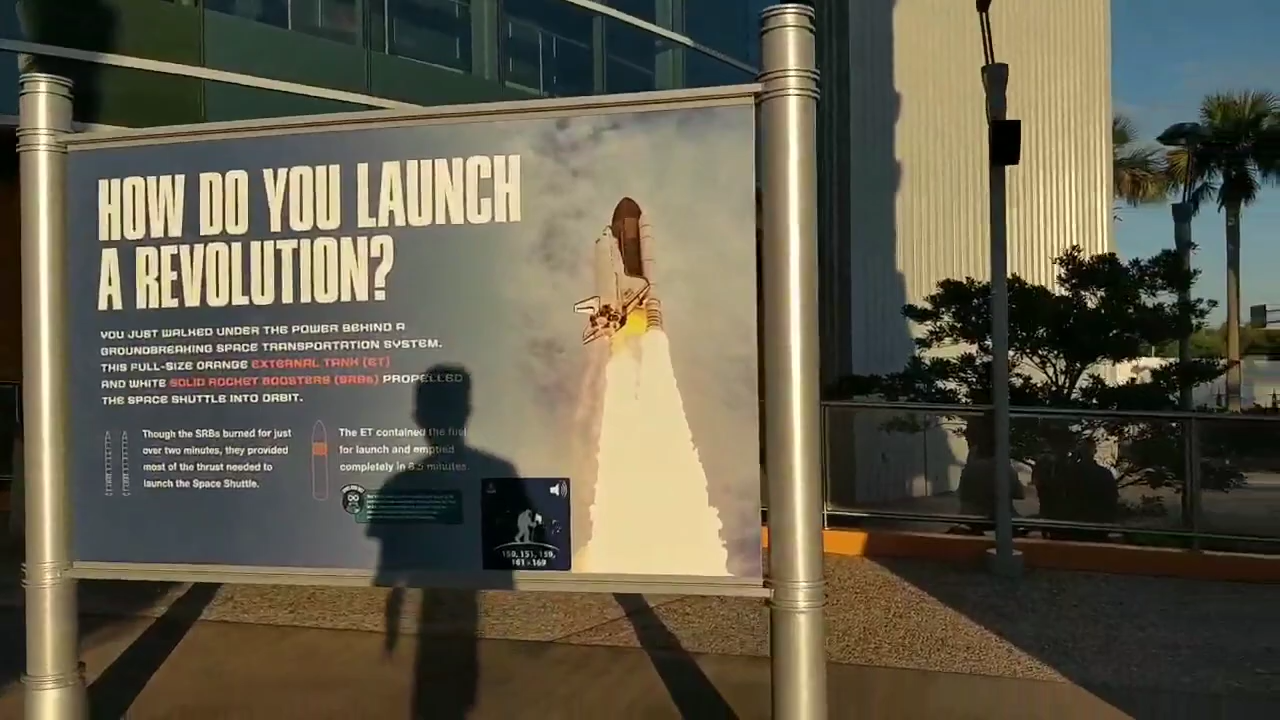 HOW DO YOU LAUNCH
A REVOLUTION?
YOU JUST WALKED UNDER THE POWER BEHIND A
GROUNDBREAKING SPACE TRANSPORTATION SYSTEM.
THIS FULL-SIZE ORANGE EXTERNAL TANK (ET)
AND WHITE SOLID ROCKET BOOSTERS (SRBs) PROPELLED
THE SPACE SHUTTLE INTO ORBIT.
Though the SRBs burned for just
over two minutes, they provided
most of the thrust needed to
launch the Space Shuttle.
The ET contained the fuel
for launch and emptied
completely in 8.5 minutes.
150, 151, 159,
161 - 169